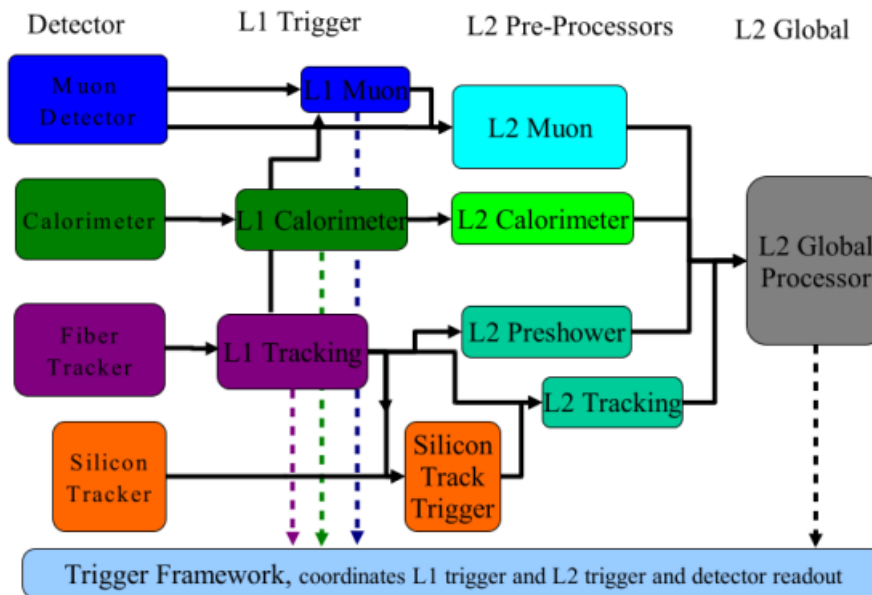 Detector
L1 Trigger
L2 Pre-Processors
L2 Global
Muon
Detector
L1 Muon
L2 Muon
Calorimeter
L1 Calorimeter
L2 Calorimeter
L2 Global
Processor
Fiber
Tracker
L1 Tracking
L2 Preshower
L2 Tracking
Silicon
Tracker
Silicon
Track
Trigger
Trigger Framework, coordinates L1 trigger and L2 trigger and detector readout